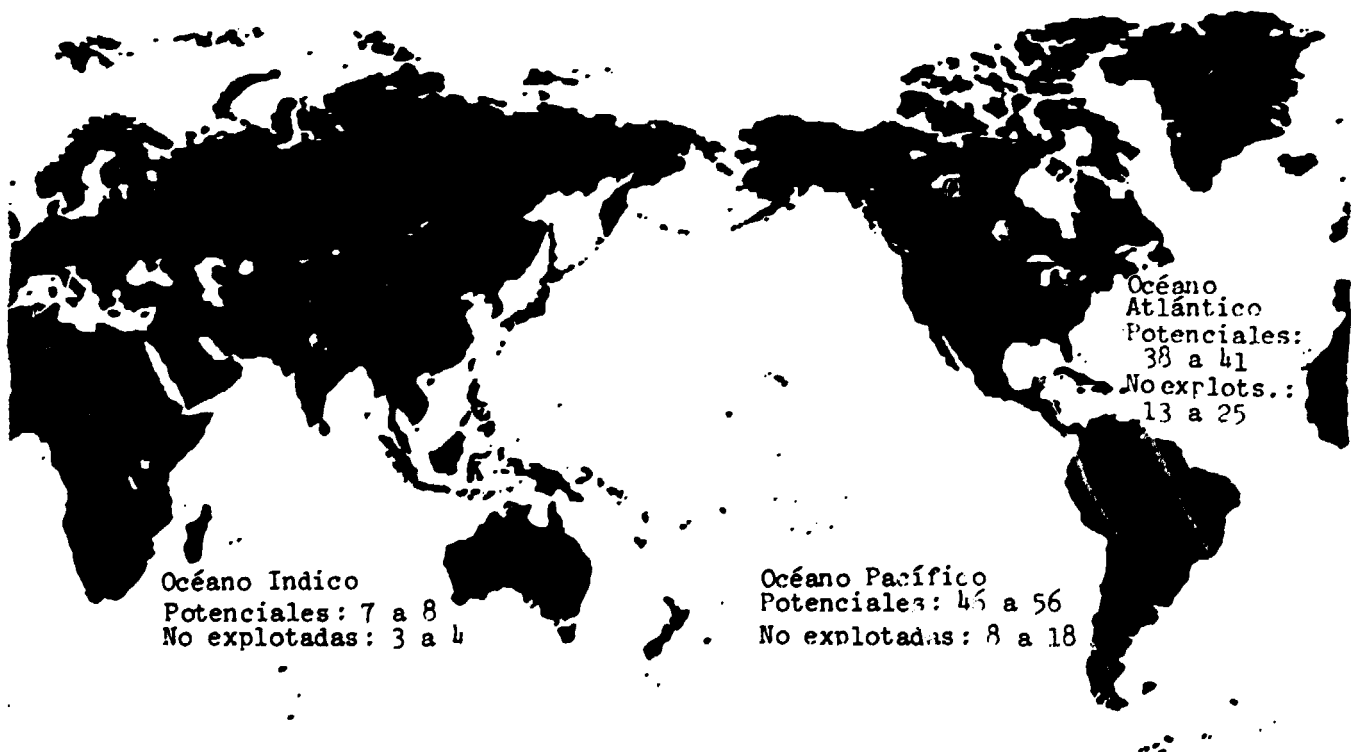 Océano
Atlántico
Potenciales:
38 a 41
No explots.:
13 a 25
Océano Indico
Potenciales: 7 a 8
No explotadas: 3 a 4
Océano Pacífico
Potenciales: a 56
No explotadas: 8 a 18